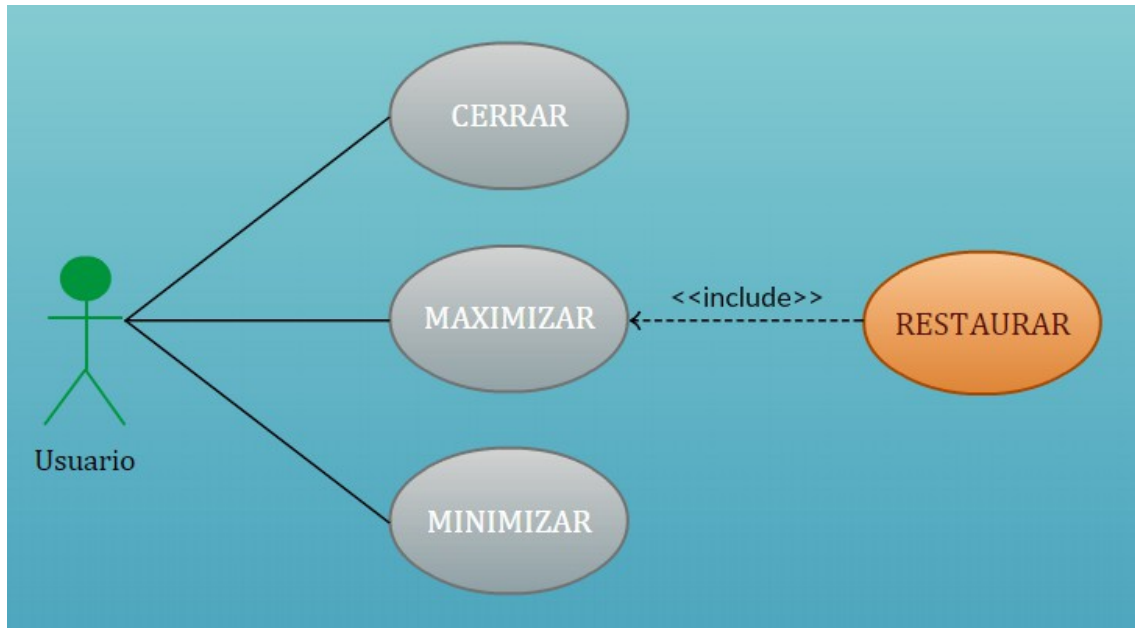 CERRAR
MAXIMIZAR
<<include>>
RESTAURAR
Usuario
MINIMIZAR